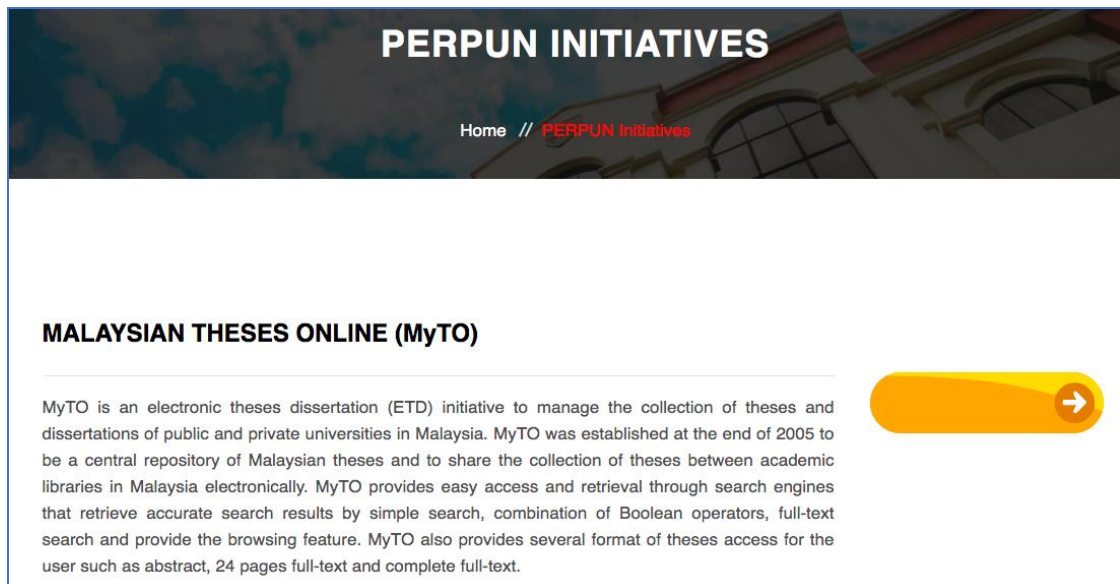 PERPUN INITIATIVES
Home // PERPUN Initiatives
MALAYSIAN THESES ONLINE (MyTO)
MyTO is an electronic theses dissertation (ETD) initiative to manage the collection of theses and
dissertations of public and private universities in Malaysia. MyTO was established at the end of 2005 to
be a central repository of Malaysian theses and to share the collection of theses between academic
libraries in Malaysia electronically. MyTO provides easy access and retrieval through search engines
that retrieve accurate search results by simple search, combination of Boolean operators, full-text
search and provide the browsing feature. MyTO also provides several format of theses access for the
user such as abstract, 24 pages full-text and complete full-text.